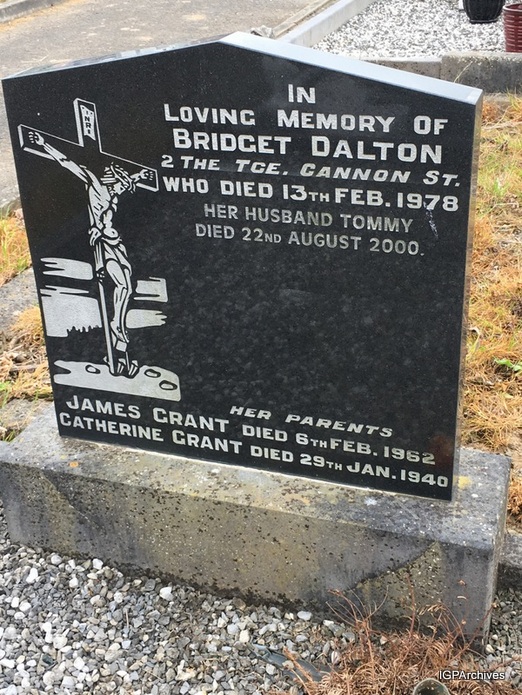 IN
LOVING MEMORY OF
BRIDGET DALTON
2 THE TCE. CANNON ST.
WHO DIED 13TH FEB. 1978
HER HUSBAND TOMMY
DIED 22ND AUGUST 2000.
HER PARENTS
JAMES GRANT DIED 6TH FEB. 1962
CATHERINE GRANT DIED 29TH JAN. 1940
IGPArchives